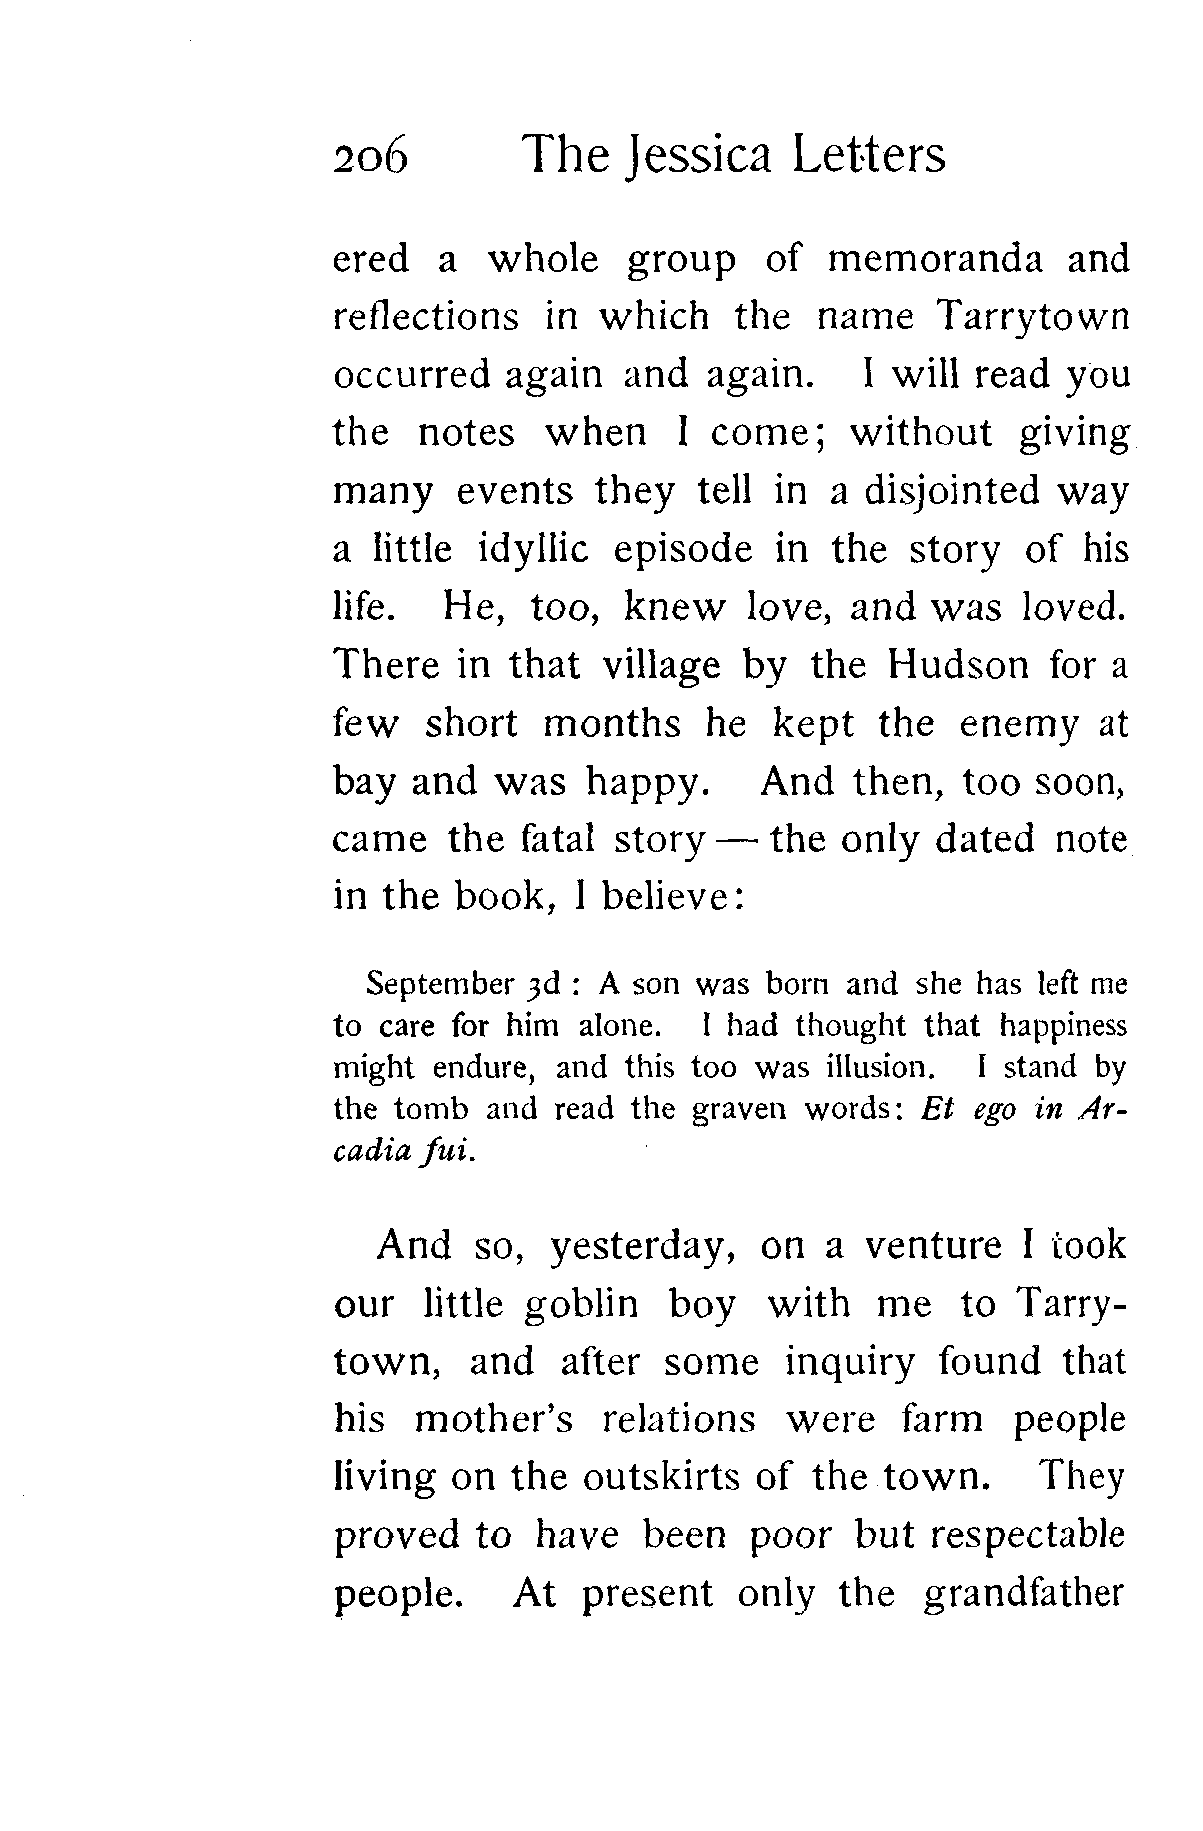 206 The Jessica Letters
ered a whole group of memoranda and
reflections in which the name Tarrytown
occurred again and again. I will read you
the notes when I come; without giving
many events they tell in a disjointed way
a little idyllic episode in the story of his
life. He, too, knew love, and was loved.
There in that village by the Hudson for a
few short months he kept the enemy at
bay and was happy. And then, too soon,
came the fatal story — the only dated note
in the book, I believe:
September 3d : A son was born and she has left me
to care for him alone. I had thought that happiness
might endure, and this too was illusion. I stand by
the tomb and read the graven words: Et ego in Ar-
cadia fui.
And so, yesterday, on a venture I took
our little goblin boy with me to Tarry-
town, and after some inquiry found that
his mother's relations were farm people
living on the outskirts of the town. They
proved to have been poor but respectable
people. At present only the grandfather